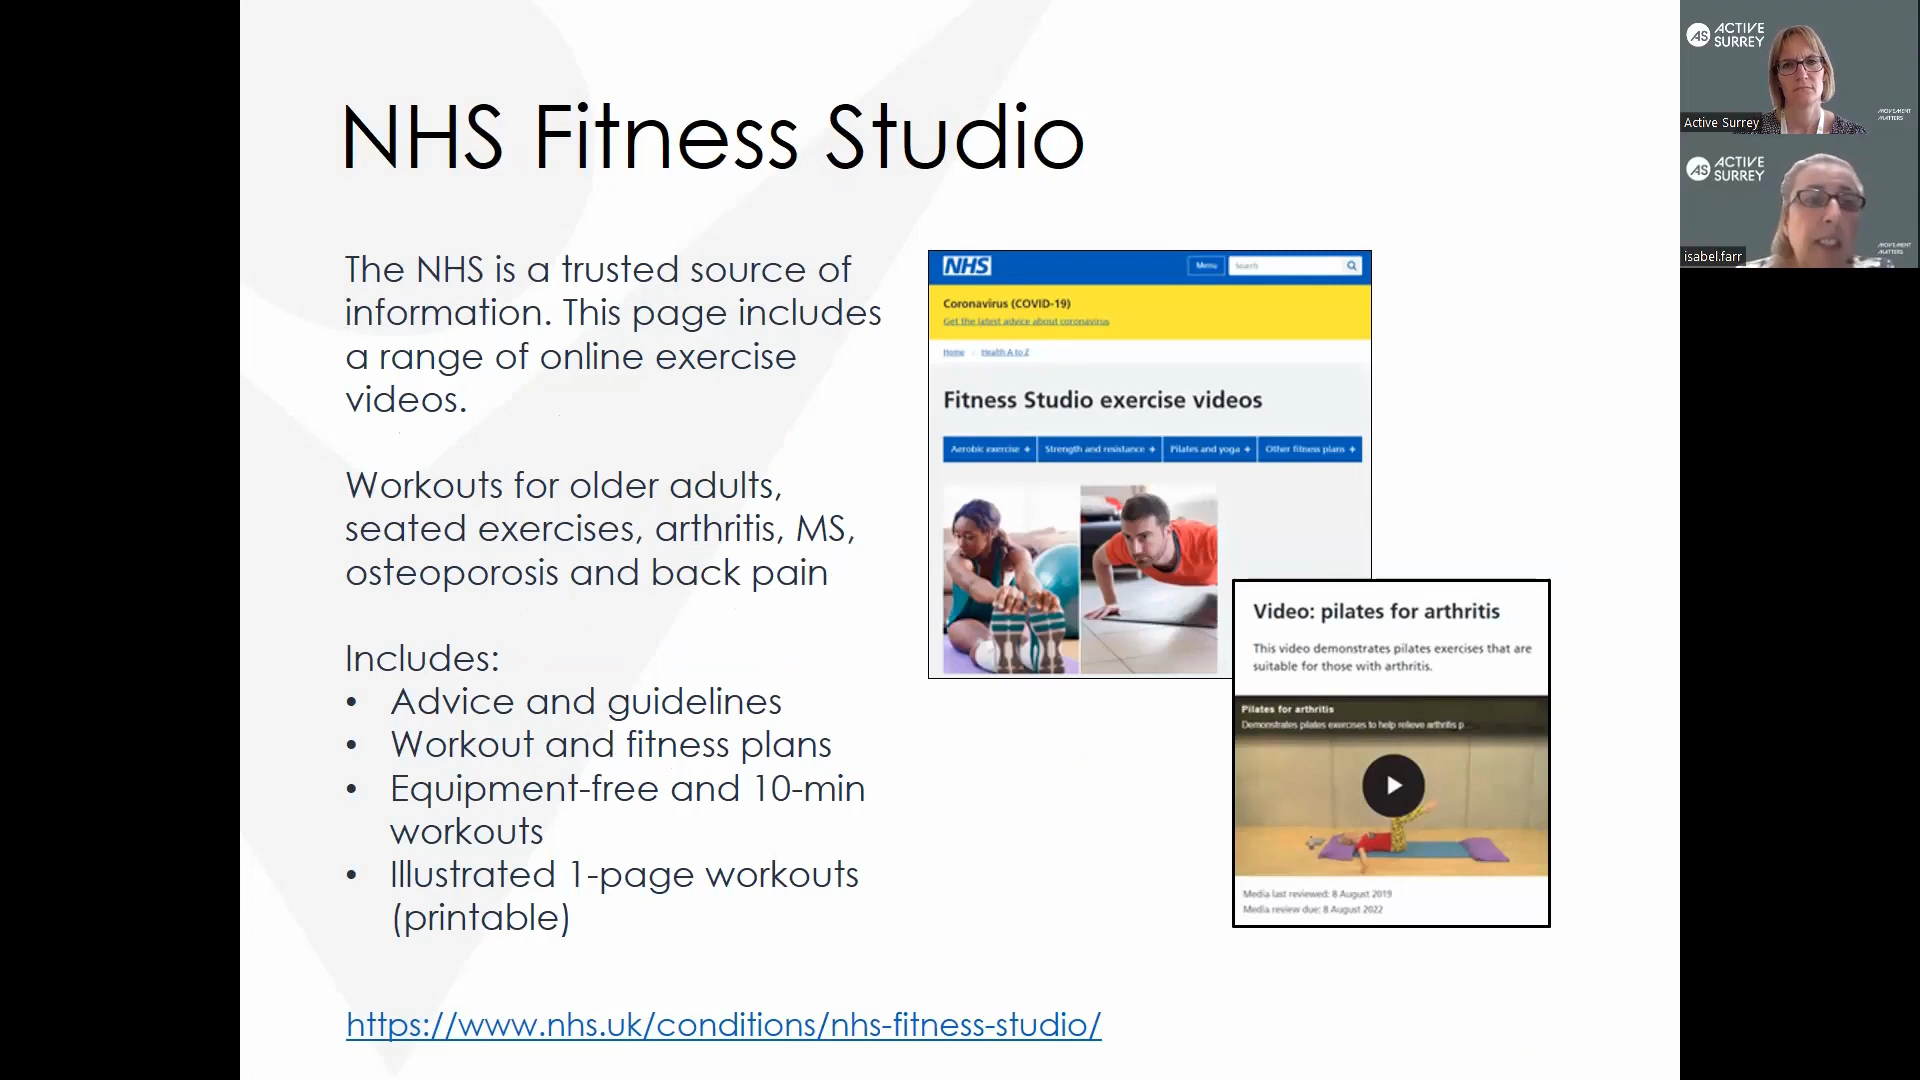 NHS Fitness Studio
The NHS is a trusted source of
information. This page includes
a range of online exercise
videos.
Workouts for older adults,
seated exercises, arthritis, MS,
osteoporosis and back pain
Includes:
• Advice and guidelines
• Workout and fitness plans
• Equipment-free and 10-min
workouts
• Illustrated 1-page workouts
(printable)
https://www.nhs.uk/conditions/nhs-fitness-studio/
NHS
Menu
Search
Coronavirus (COVID-19)
Get the latest advice about coronavirus
Home
Health A to Z
Fitness Studio exercise videos
Aerobic exercise +
Strength and resistance +
Pilates and yoga +
Other fitness plans +
Video: pilates for arthritis
This video demonstrates pilates exercises that are
suitable for those with arthritis.
Pilates for arthritis
Demonstrates pilates exercises to help relieve arthritis p...
Media last reviewed: 8 August 2019
Media review due: 8 August 2022
AS ACTIVE
SURREY
MOVEMENT
MATTERS
Active Surrey
AS ACTIVE
SURREY
MOVEMENT
MATTERS
isabel.farr